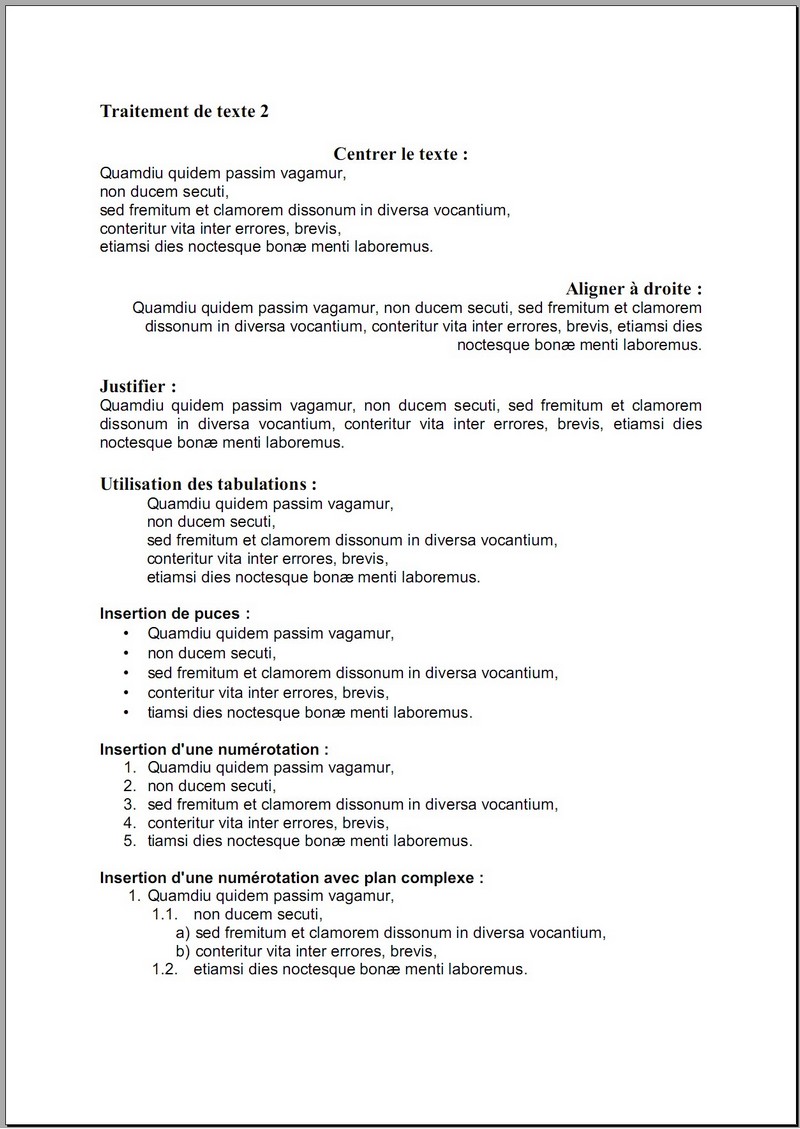 Traitement de texte 2
Centrer le texte :
Quamdiu quidem passim vagamur,
non ducem secuti,
sed fremitum et clamorem dissonum in diversa vocantium,
conteritur vita inter errores, brevis,
etiamsi dies noctesque bonæ menti laboremus.
Aligner à droite :
Quamdiu quidem passim vagamur, non ducem secuti, sed fremitum et clamorem
dissonum in diversa vocantium, conteritur vita inter errores, brevis, etiamsi dies
noctesque bonæ menti laboremus.
Justifier :
Quamdiu quidem passim vagamur, non ducem secuti, sed fremitum et clamorem
dissonum in diversa vocantium, conteritur vita inter errores, brevis, etiamsi dies
noctesque bonæ menti laboremus.
Utilisation des tabulations :
Quamdiu quidem passim vagamur,
non ducem secuti,
sed fremitum et clamorem dissonum in diversa vocantium,
conteritur vita inter errores, brevis,
etiamsi dies noctesque bonæ menti laboremus.
Insertion de puces :
• Quamdiu quidem passim vagamur,
• non ducem secuti,
• sed fremitum et clamorem dissonum in diversa vocantium,
• conteritur vita inter errores, brevis,
• tiamsi dies noctesque bonæ menti laboremus.
Insertion d'une numérotation :
1. Quamdiu quidem passim vagamur,
2. non ducem secuti,
3. sed fremitum et clamorem dissonum in diversa vocantium,
4. conteritur vita inter errores, brevis,
5. tiamsi dies noctesque bonæ menti laboremus.
Insertion d'une numérotation avec plan complexe :
1. Quamdiu quidem passim vagamur,
1.1. non ducem secuti,
a) sed fremitum et clamorem dissonum in diversa vocantium,
b) conteritur vita inter errores, brevis,
1.2. etiamsi dies noctesque bonæ menti laboremus.